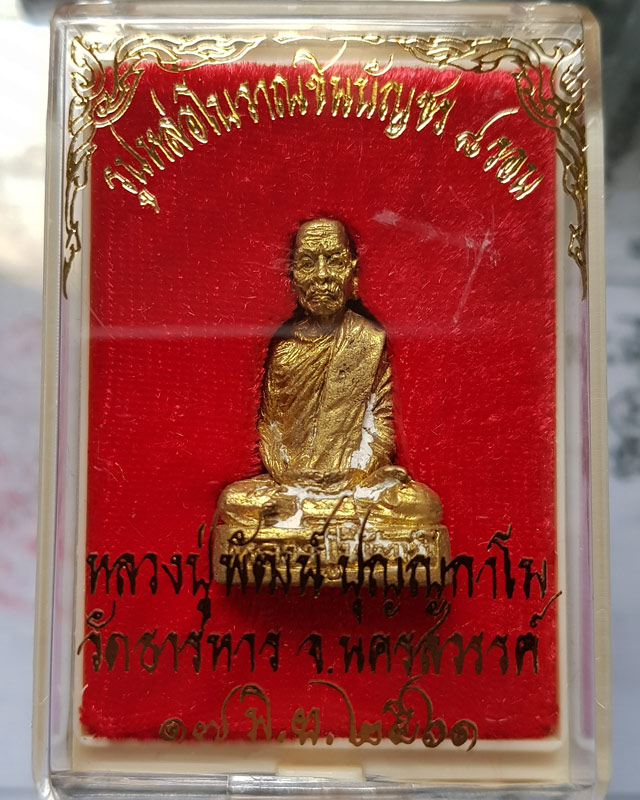 รูปหล่อโบราณชินบัญชร ๘ รอบ
หลวงปู่พัฒน์ ปุญญกาโม
วัดธารทหาร จ.นครสวรรค์
๑๗ พ.ย. ๒๕๖๑